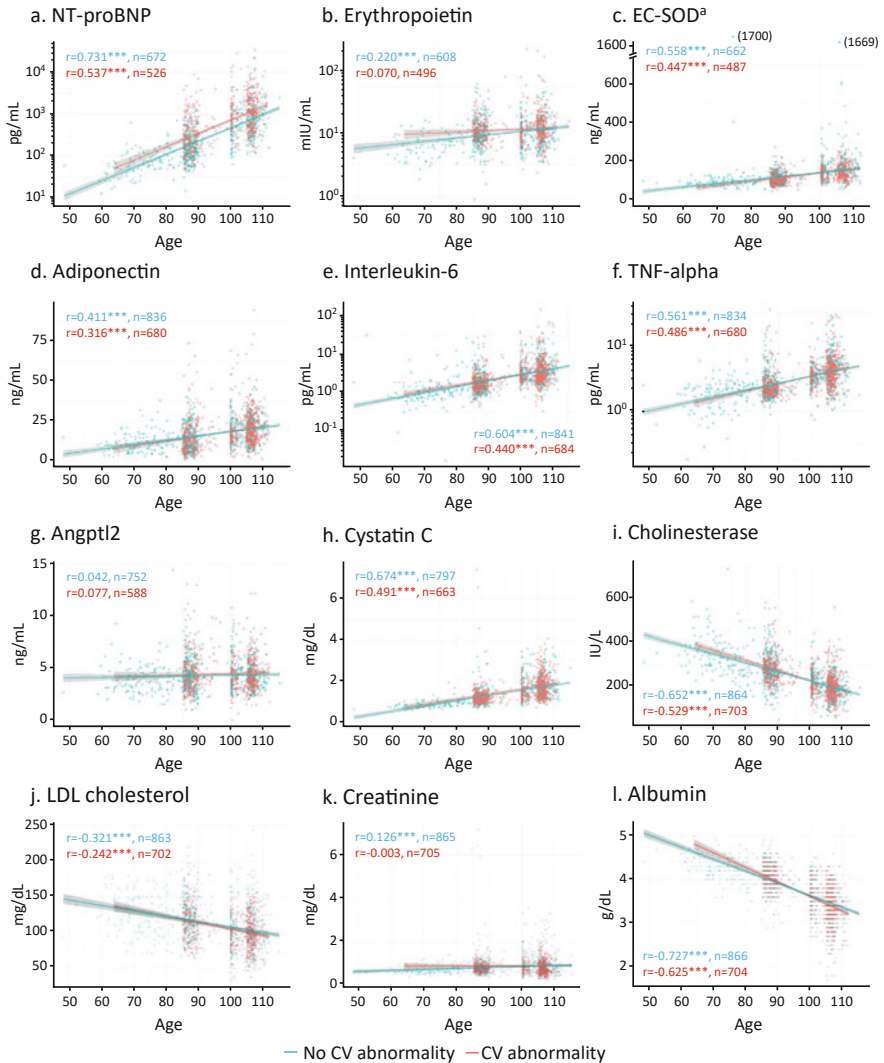 a. NT-proBNP
r=0.731***, n=672
r=0.537***, n=526
10⁴
10³
10²
10¹
pg/mL
50 60 70 80 90 100 110
Age
b. Erythropoietin
r=0.220***, n=608
r=0.070, n=496
10²
10¹
10⁰
mIU/mL
50 60 70 80 90 100 110
Age
c. EC-SODᵃ
(1700)
(1669)
r=0.558***, n=662
r=0.447***, n=487
1600
600
400
200
0
ng/mL
50 60 70 80 90 100 110
Age
d. Adiponectin
r=0.411***, n=836
r=0.316***, n=680
75
50
25
0
ng/mL
50 60 70 80 90 100 110
Age
e. Interleukin-6
10²
10¹
10⁰
10⁻¹
pg/mL
r=0.604***, n=841
r=0.440***, n=684
50 60 70 80 90 100 110
Age
f. TNF-alpha
r=0.561***, n=834
r=0.486***, n=680
10¹
10⁰
pg/mL
50 60 70 80 90 100 110
Age
g. Angptl2
r=0.042, n=752
r=0.077, n=588
15
10
5
0
ng/mL
50 60 70 80 90 100 110
Age
h. Cystatin C
r=0.674***, n=797
r=0.491***, n=663
6
4
2
0
mg/dL
50 60 70 80 90 100 110
Age
i. Cholinesterase
600
400
200
IU/L
r=-0.652***, n=864
r=-0.529***, n=703
50 60 70 80 90 100 110
Age
j. LDL cholesterol
r=-0.321***, n=863
r=-0.242***, n=702
250
200
150
100
50
mg/dL
50 60 70 80 90 100 110
Age
k. Creatinine
r=0.126***, n=865
r=-0.003, n=705
6
4
2
0
mg/dL
50 60 70 80 90 100 110
Age
l. Albumin
5
4
3
2
g/dL
r=-0.727***, n=866
r=-0.625***, n=704
50 60 70 80 90 100 110
Age
No CV abnormality CV abnormality